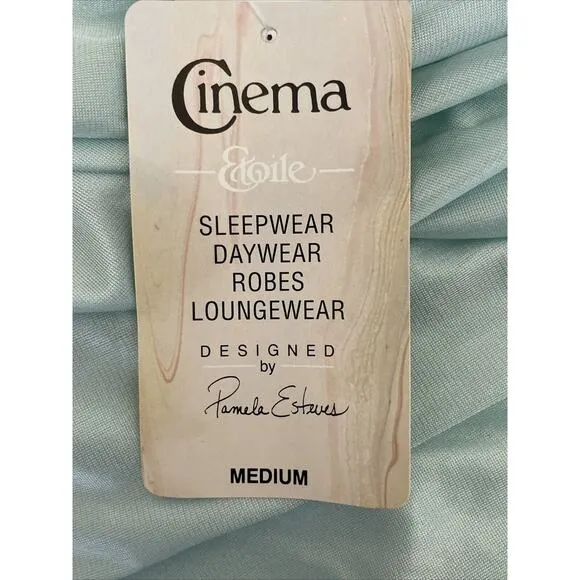 Cinema
Etoile
SLEEPWEAR
DAYWEAR
ROBES
LOUNGEWEAR
DESIGNED
by
Pamela Esteves
MEDIUM